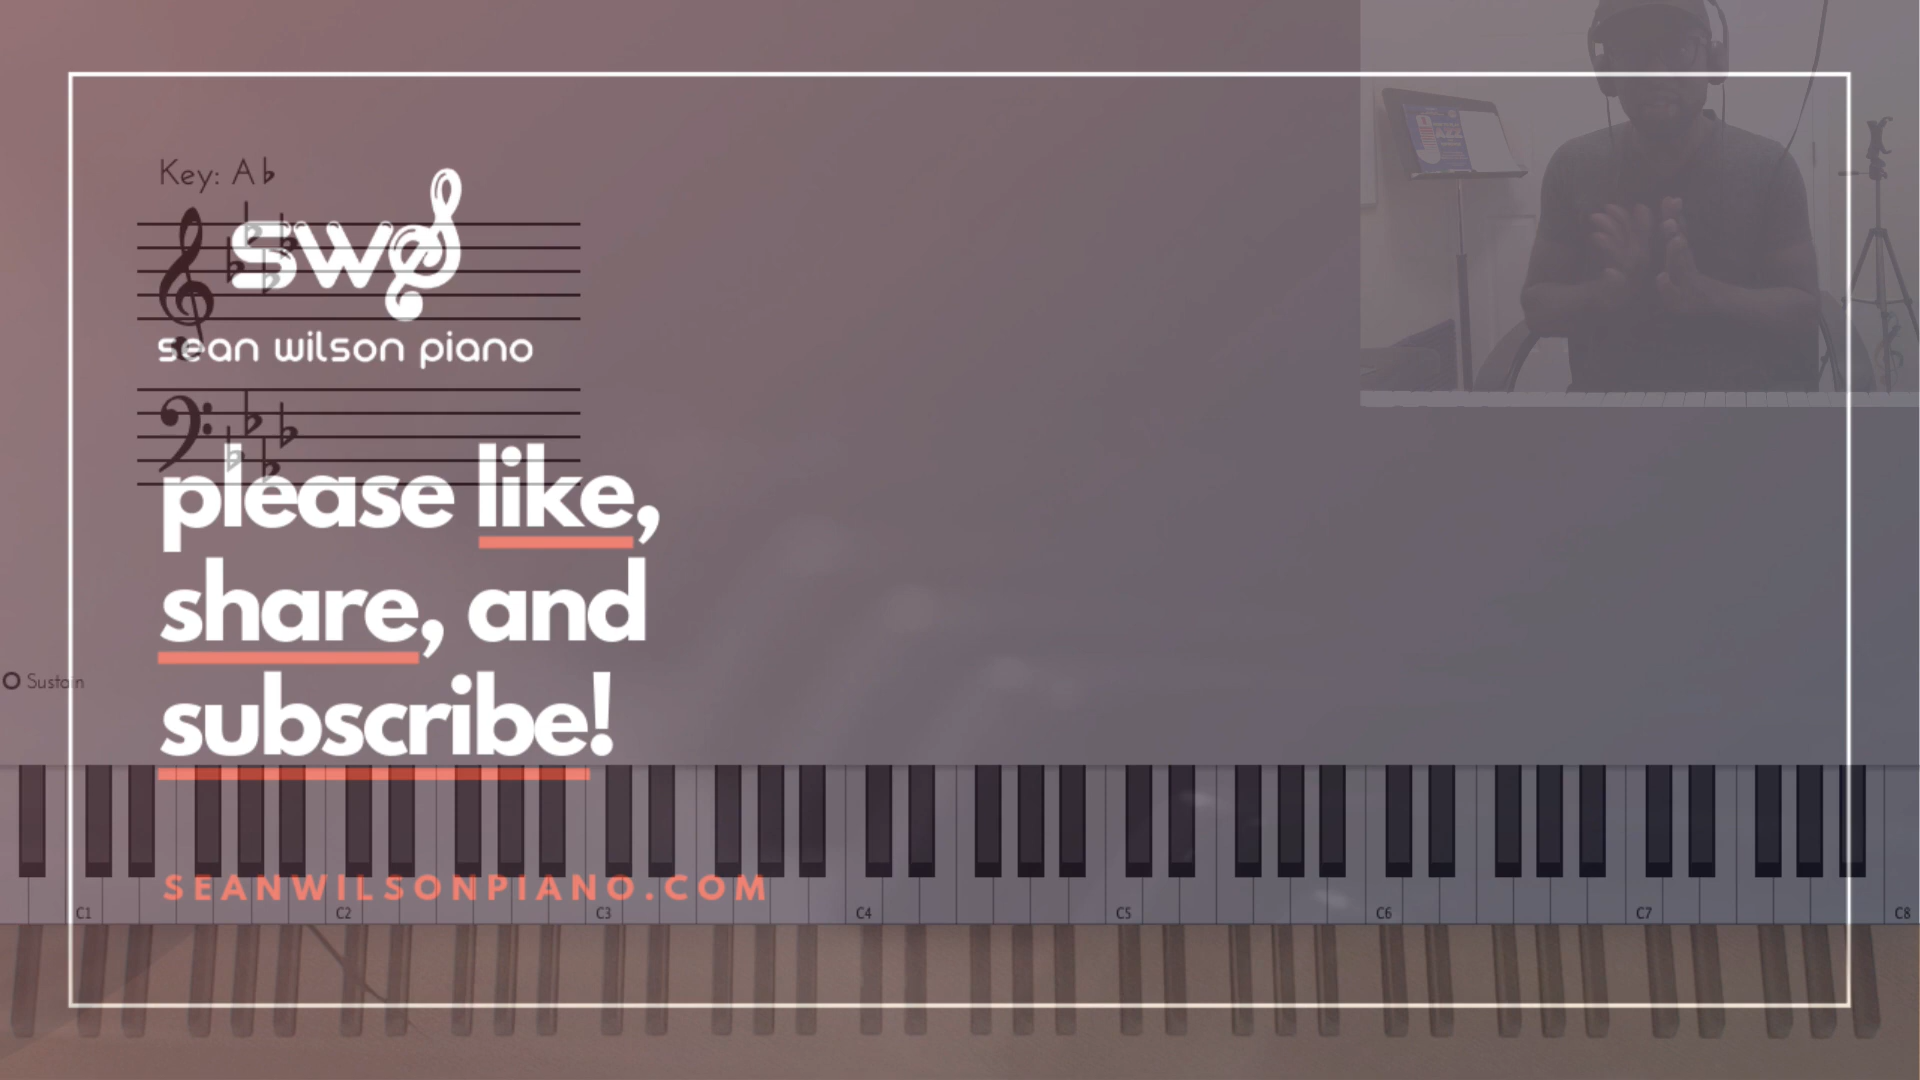 Key: A♭
swp
sean wilson piano
please like,
share, and
subscribe!
Sustain
SEANWILSONPIANO.COM
C1 C2 C3 C4 C5 C6 C7 C8